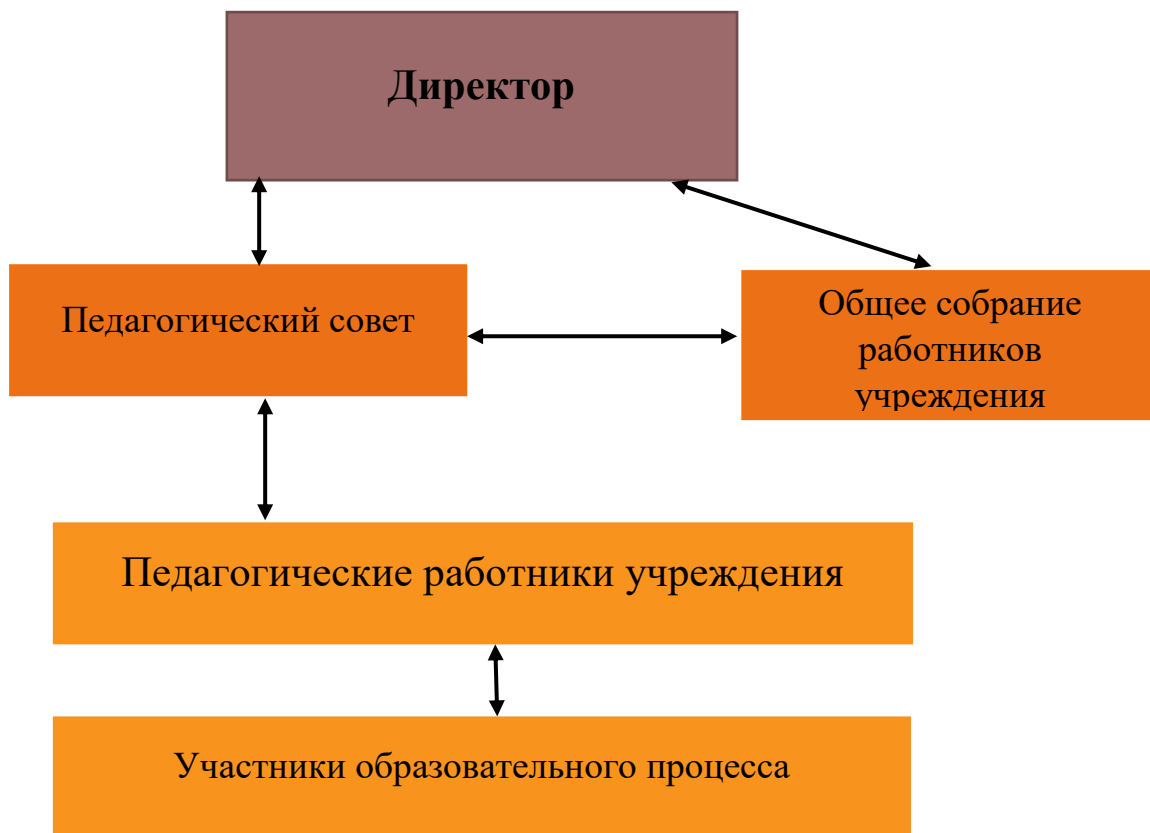 Директор
Педагогический совет
Общее собрание
работников
учреждения
Педагогические работники учреждения
Участники образовательного процесса